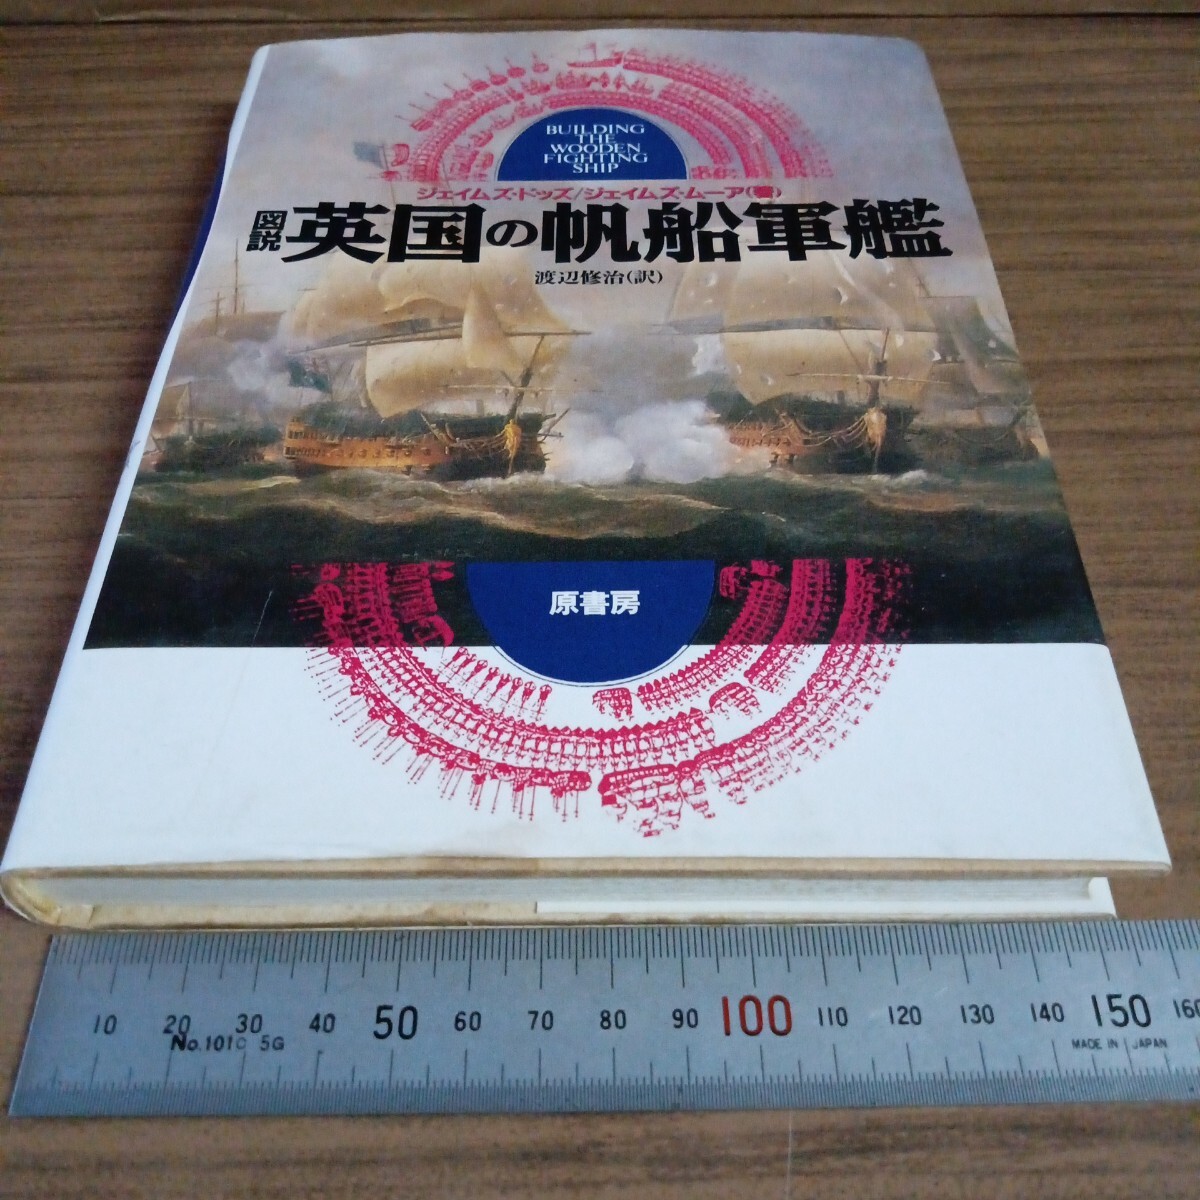 BUILDING
THE
WOODEN
FIGHTING
SHIP
ジェイムズ・ドッズ/ジェイムズ・ムーア(著)
図説 英国の帆船軍艦
渡辺修治(訳)
原書房
10 20 30 40 50 60 70 80 90 100 110 120 130 140 150 160
No.101C 5G MADE IN JAPAN